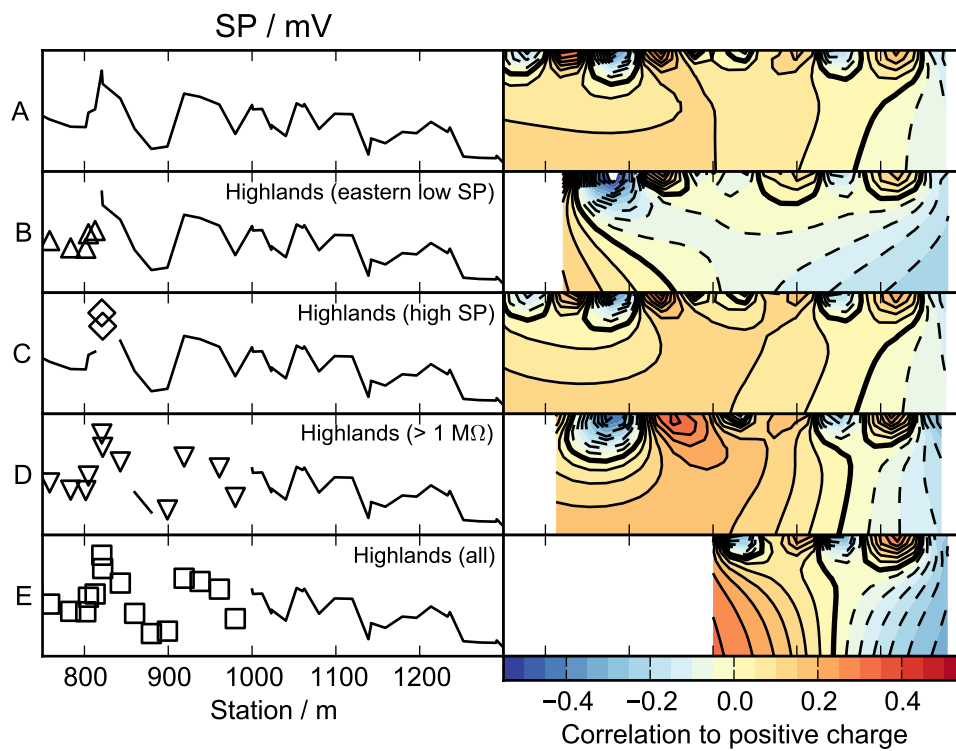 SP / mV
A
Highlands (eastern low SP)
B
Highlands (high SP)
C
Highlands (> 1 MΩ)
D
Highlands (all)
E
800 900 1000 1100 1200
−0.4 −0.2 0.0 0.2 0.4
Station / m
Correlation to positive charge